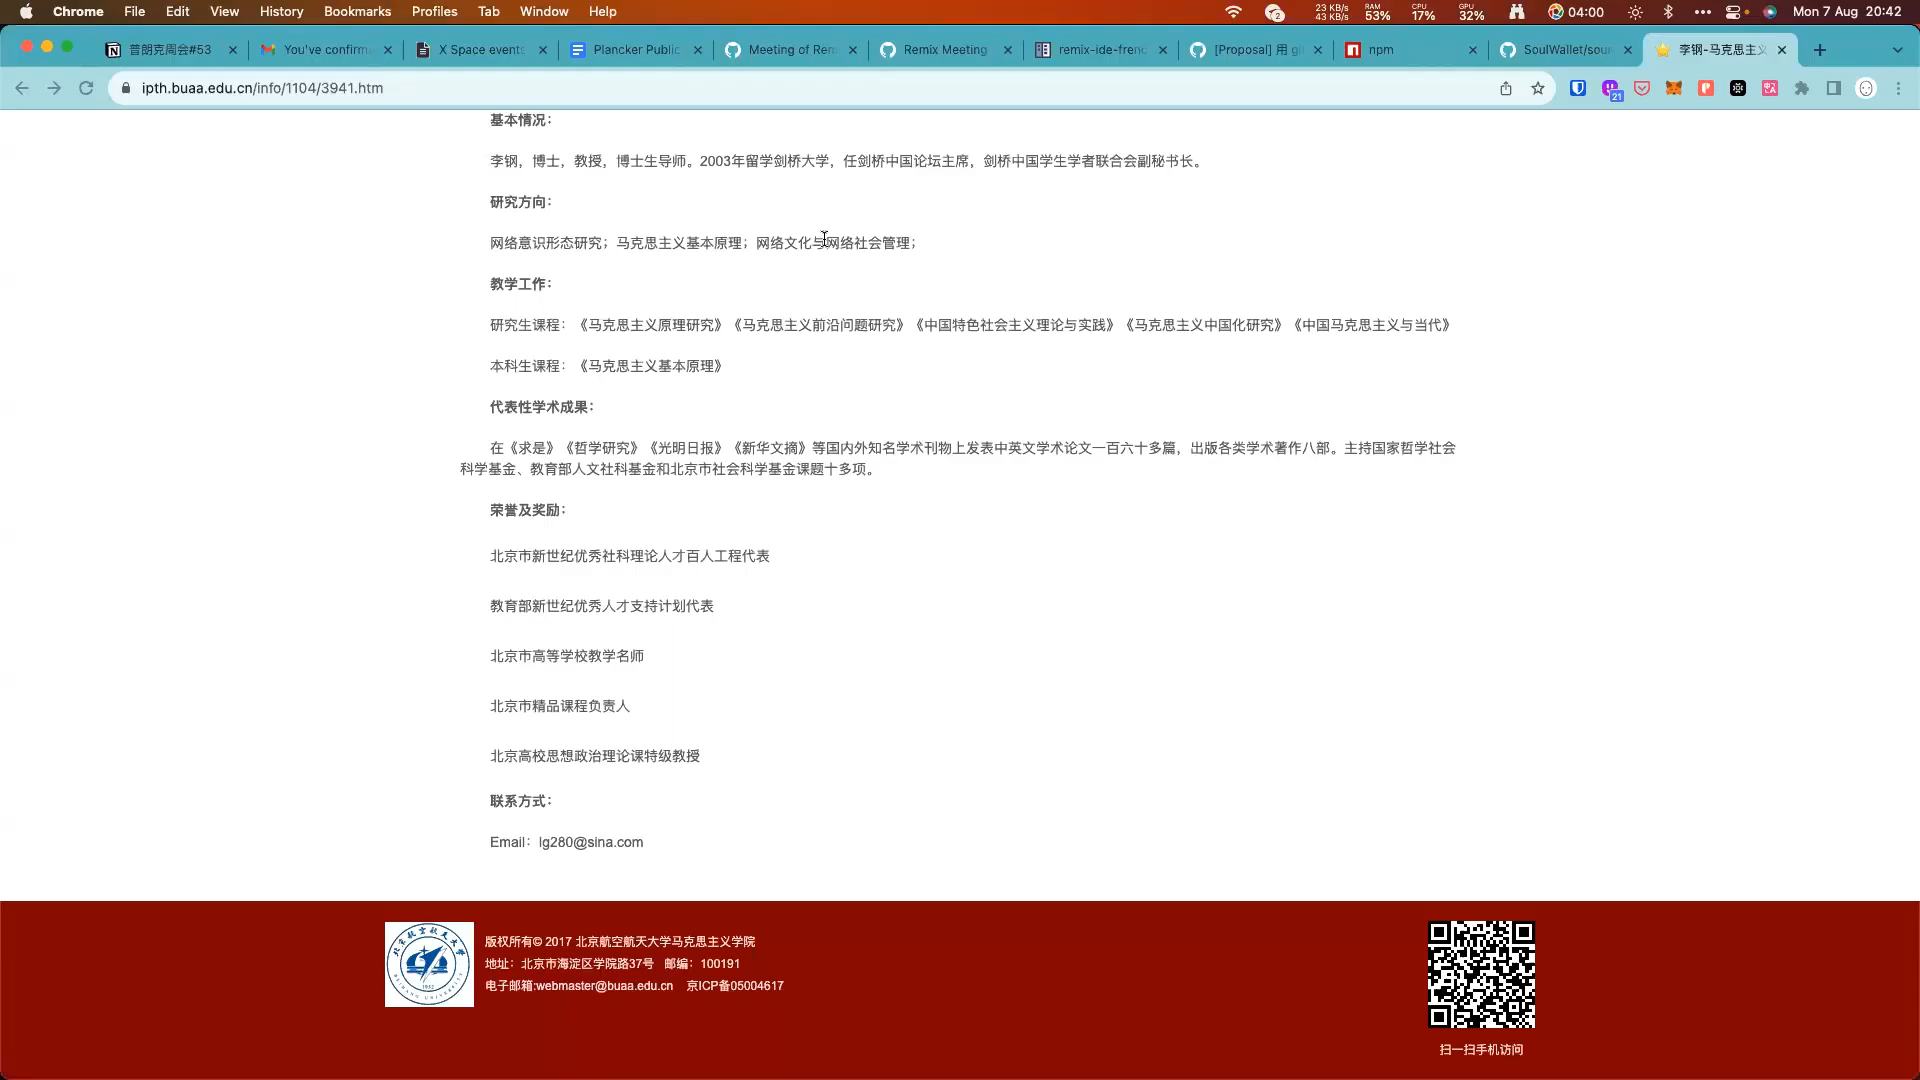 Chrome File Edit View History Bookmarks Profiles Tab Window Help
2 23 KB/s 43 KB/s RAM 53% CPU 17% GPU 32% 04:00 Mon 7 Aug 20:42
普朗克周会#53
You've confirm
X Space events
Plancker Public
Meeting of Rem
Remix Meeting
remix-ide-frenc
[Proposal] 用 gi
npm
SoulWallet/sour
李钢-马克思主义
ipth.buaa.edu.cn/info/1104/3941.htm
21
基本情况：
李钢，博士，教授，博士生导师。2003年留学剑桥大学，任剑桥中国论坛主席，剑桥中国学生学者联合会副秘书长。
研究方向：
网络意识形态研究；马克思主义基本原理；网络文化与网络社会管理；
教学工作：
研究生课程：《马克思主义原理研究》《马克思主义前沿问题研究》《中国特色社会主义理论与实践》《马克思主义中国化研究》《中国马克思主义与当代》
本科生课程：《马克思主义基本原理》
代表性学术成果：
在《求是》《哲学研究》《光明日报》《新华文摘》等国内外知名学术刊物上发表中英文学术论文一百六十多篇，出版各类学术著作八部。主持国家哲学社会
科学基金、教育部人文社科基金和北京市社会科学基金课题十多项。
荣誉及奖励：
北京市新世纪优秀社科理论人才百人工程代表
教育部新世纪优秀人才支持计划代表
北京市高等学校教学名师
北京市精品课程负责人
北京高校思想政治理论课特级教授
联系方式：
Email：lg280@sina.com
版权所有© 2017 北京航空航天大学马克思主义学院
地址：北京市海淀区学院路37号 邮编：100191
电子邮箱:webmaster@buaa.edu.cn 京ICP备05004617
扫一扫手机访问